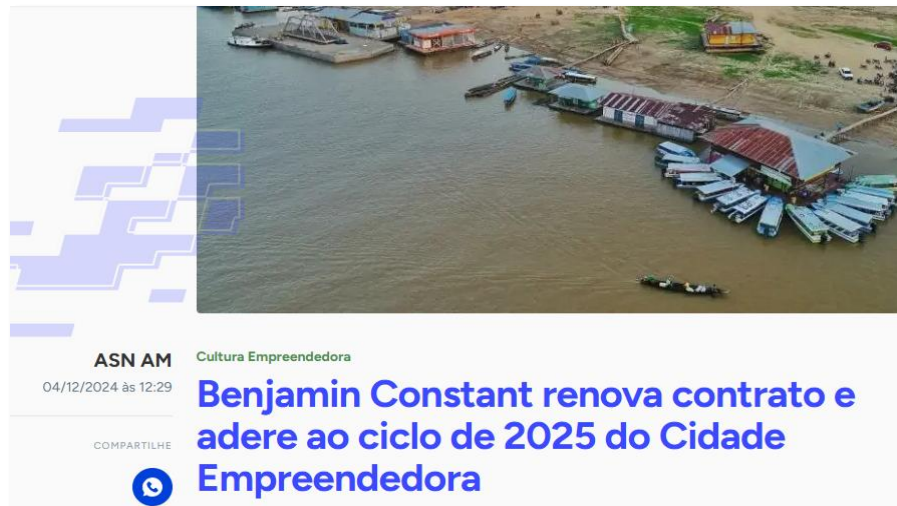 ASN AM
04/12/2024 às 12:29
COMPARTILHE
Cultura Empreendedora
Benjamin Constant renova contrato e
adere ao ciclo de 2025 do Cidade
Empreendedora